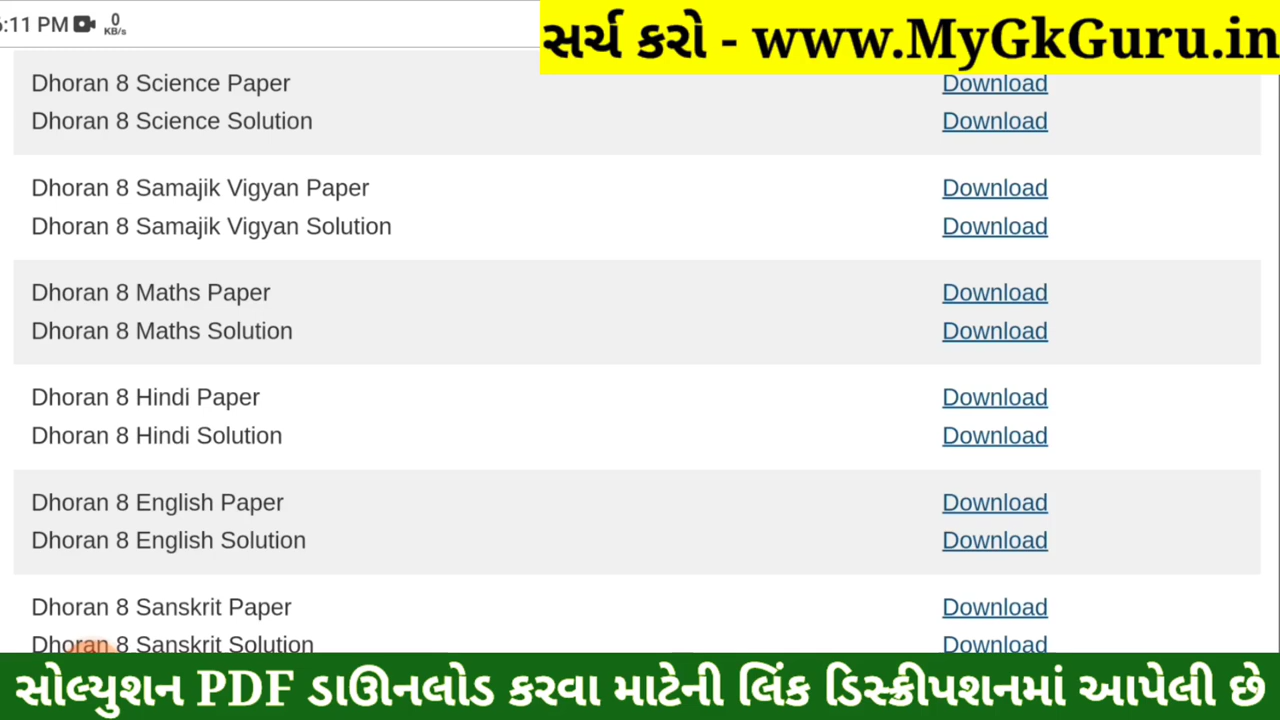 6:11 PM 0 KB/s
સર્ચ કરો - www.MyGkGuru.in
Dhoran 8 Science Paper Download
Dhoran 8 Science Solution Download
Dhoran 8 Samajik Vigyan Paper Download
Dhoran 8 Samajik Vigyan Solution Download
Dhoran 8 Maths Paper Download
Dhoran 8 Maths Solution Download
Dhoran 8 Hindi Paper Download
Dhoran 8 Hindi Solution Download
Dhoran 8 English Paper Download
Dhoran 8 English Solution Download
Dhoran 8 Sanskrit Paper Download
Dhoran 8 Sanskrit Solution Download
સોલ્યુશન PDF ડાઊનલોડ કરવા માટેની લિંક ડિસ્ક્રીપશનમાં આપેલી છે